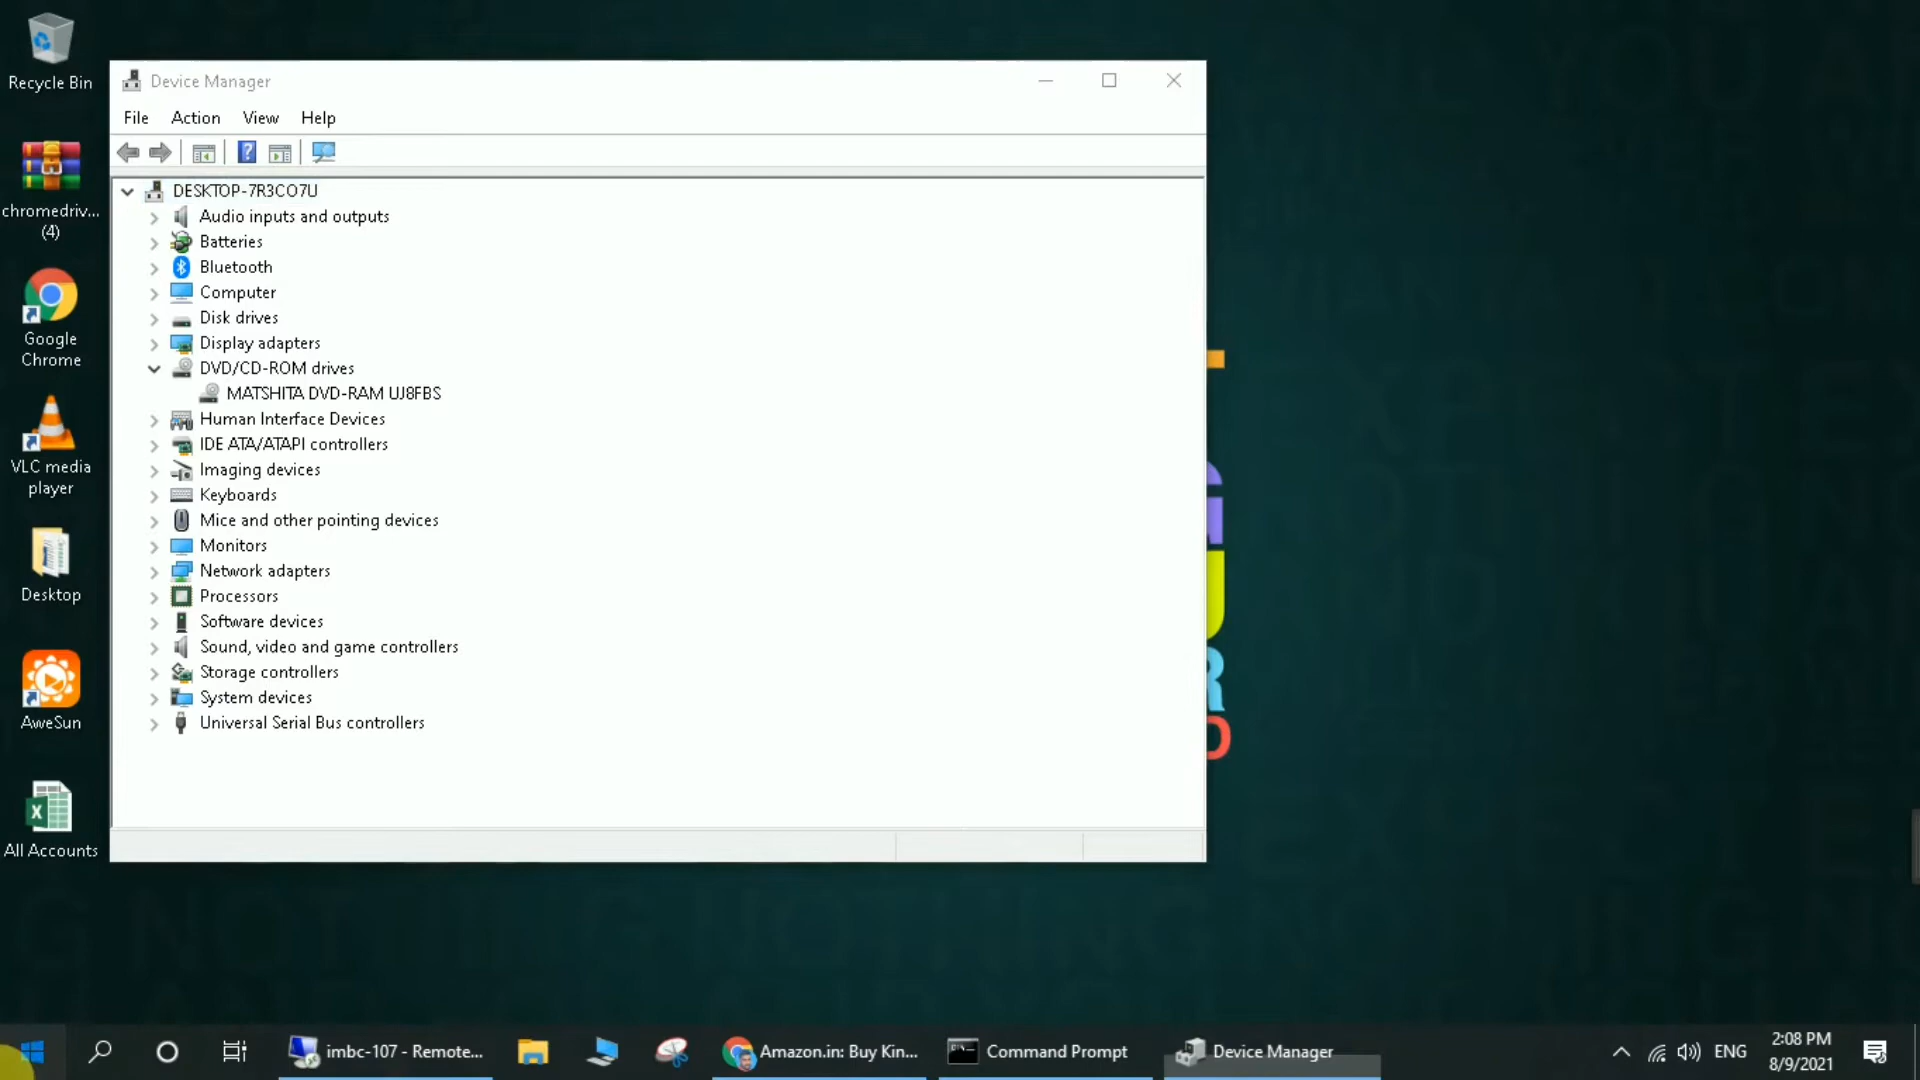 Recycle Bin
chromedriv...
(4)
Google
Chrome
VLC media
player
Desktop
AweSun
All Accounts
Device Manager
File Action View Help
DESKTOP-7R3CO7U
Audio inputs and outputs
Batteries
Bluetooth
Computer
Disk drives
Display adapters
DVD/CD-ROM drives
MATSHITA DVD-RAM UJ8FBS
Human Interface Devices
IDE ATA/ATAPI controllers
Imaging devices
Keyboards
Mice and other pointing devices
Monitors
Network adapters
Processors
Software devices
Sound, video and game controllers
Storage controllers
System devices
Universal Serial Bus controllers
imbc-107 - Remote...
Amazon.in: Buy Kin...
Command Prompt
Device Manager
ENG
2:08 PM
8/9/2021